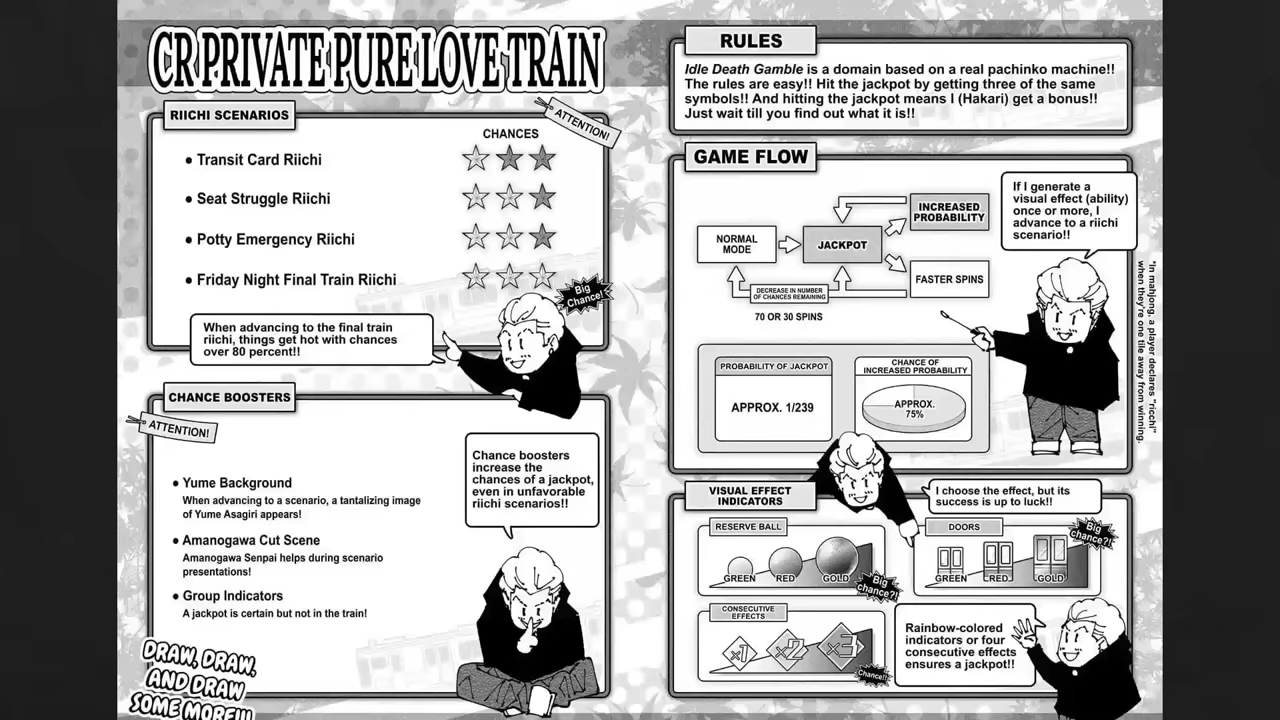 CR PRIVATE PURE LOVE TRAIN
RIICHI SCENARIOS
ATTENTION!
CHANCES
● Transit Card Riichi
● Seat Struggle Riichi
● Potty Emergency Riichi
● Friday Night Final Train Riichi
Big
Chance!
When advancing to the final train
riichi, things get hot with chances
over 80 percent!!
CHANCE BOOSTERS
ATTENTION!
● Yume Background
When advancing to a scenario, a tantalizing image
of Yume Asagiri appears!
● Amanogawa Cut Scene
Amanogawa Senpai helps during scenario
presentations!
● Group Indicators
A jackpot is certain but not in the train!
Chance boosters
increase the
chances of a jackpot,
even in unfavorable
riichi scenarios!!
DRAW, DRAW,
AND DRAW
SOME MORE!!!
RULES
Idle Death Gamble is a domain based on a real pachinko machine!!
The rules are easy!! Hit the jackpot by getting three of the same
symbols!! And hitting the jackpot means I (Hakari) get a bonus!!
Just wait till you find out what it is!!
GAME FLOW
NORMAL
MODE
JACKPOT
INCREASED
PROBABILITY
FASTER SPINS
DECREASE IN NUMBER
OF CHANCES REMAINING
70 OR 30 SPINS
If I generate a
visual effect (ability)
once or more, I
advance to a riichi
scenario!!
*In mahjong, a player declares "ricchi"
when they're one tile away from winning.
PROBABILITY OF JACKPOT
APPROX. 1/239
CHANCE OF
INCREASED PROBABILITY
APPROX.
75%
VISUAL EFFECT
INDICATORS
I choose the effect, but its
success is up to luck!!
RESERVE BALL
GREEN
RED
GOLD
Big
chance?!
DOORS
GREEN
RED
GOLD
Big
chance?!
CONSECUTIVE
EFFECTS
×1
×2
×3
Chance!!
Rainbow-colored
indicators or four
consecutive effects
ensures a jackpot!!